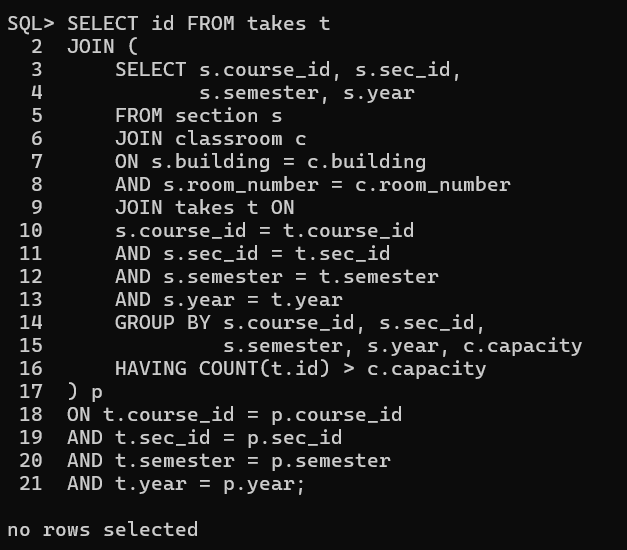 SQL> SELECT id FROM takes t
  2  JOIN (
  3      SELECT s.course_id, s.sec_id,
  4             s.semester, s.year
  5      FROM section s
  6      JOIN classroom c
  7      ON s.building = c.building
  8      AND s.room_number = c.room_number
  9      JOIN takes t ON
 10      s.course_id = t.course_id
 11      AND s.sec_id = t.sec_id
 12      AND s.semester = t.semester
 13      AND s.year = t.year
 14      GROUP BY s.course_id, s.sec_id,
 15               s.semester, s.year, c.capacity
 16      HAVING COUNT(t.id) > c.capacity
 17  ) p
 18  ON t.course_id = p.course_id
 19  AND t.sec_id = p.sec_id
 20  AND t.semester = p.semester
 21  AND t.year = p.year;

no rows selected